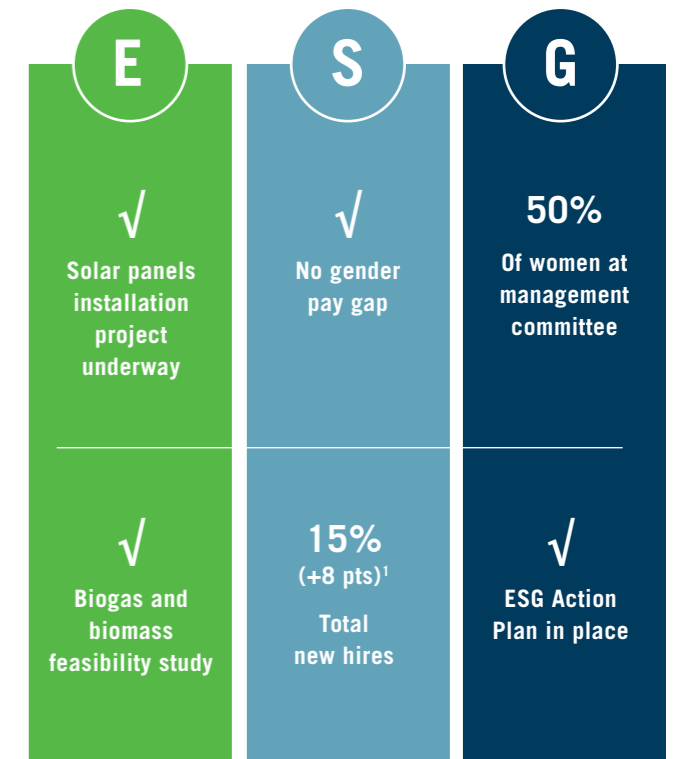 E
S
G
√
Solar panels
installation
project
underway
√
No gender
pay gap
50%
Of women at
management
committee
√
Biogas and
biomass
feasibility study
15%
(+8 pts)¹
Total
new hires
√
ESG Action
Plan in place